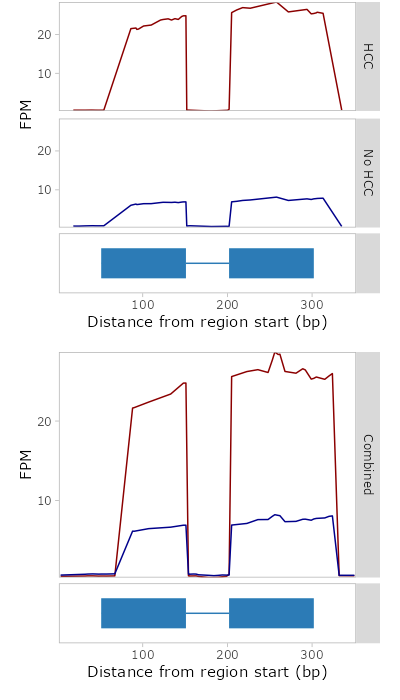 20
10
HCC
FPM
20
10
No HCC
100 200 300
Distance from region start (bp)
20
10
FPM
Combined
100 200 300
Distance from region start (bp)